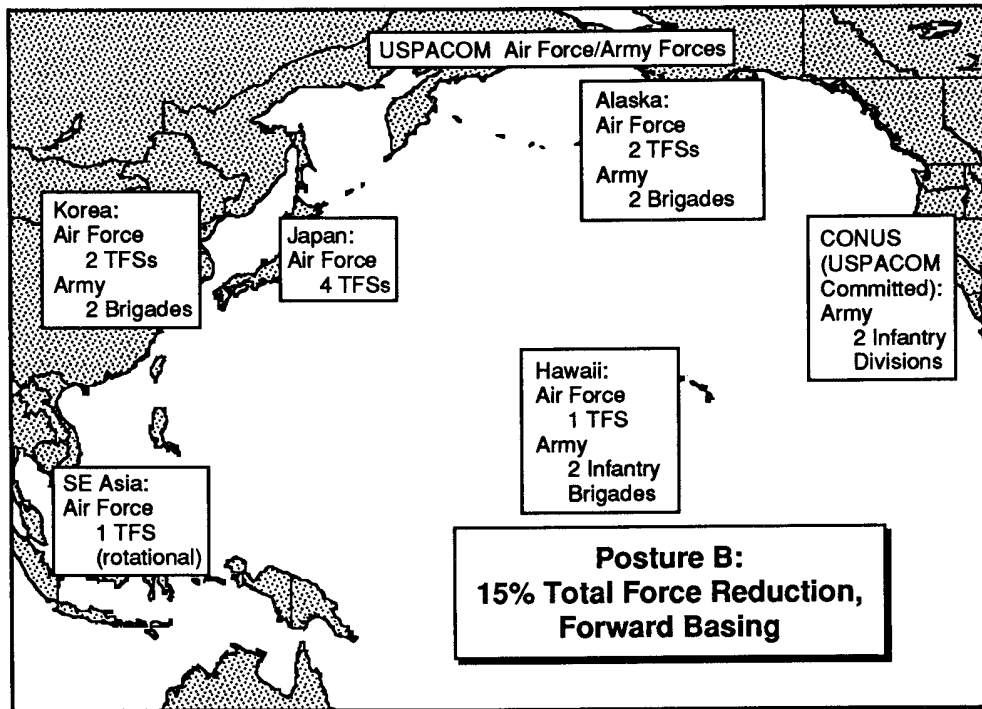 USPACOM Air Force/Army Forces
Alaska:
Air Force
2 TFSs
Army
2 Brigades
Korea:
Air Force
2 TFSs
Army
2 Brigades
Japan:
Air Force
4 TFSs
CONUS
(USPACOM
Committed):
Army
2 Infantry
Divisions
Hawaii:
Air Force
1 TFS
Army
2 Infantry
Brigades
SE Asia:
Air Force
1 TFS
(rotational)
Posture B:
15% Total Force Reduction,
Forward Basing